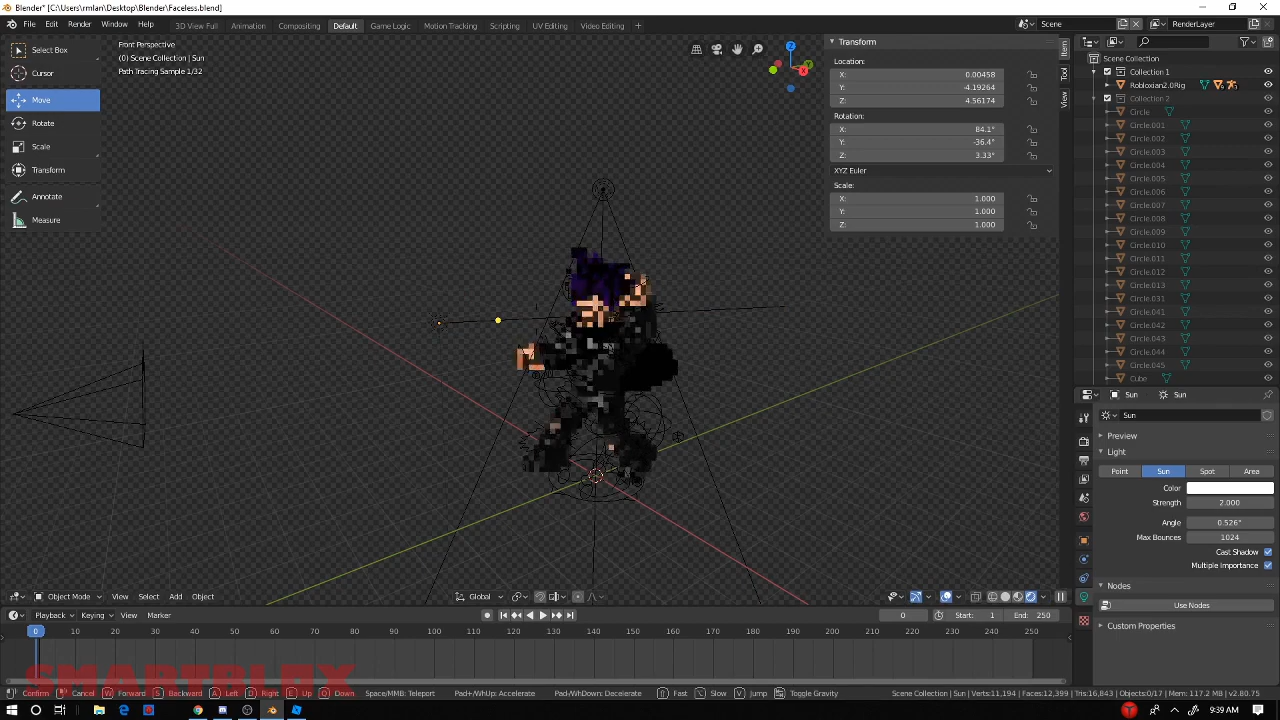 Blender* [C:\Users\rmlan\Desktop\Blender\Faceless.blend]
File Edit Render Window Help 3D View Full Animation Compositing Default Game Logic Motion Tracking Scripting UV Editing Video Editing + Scene RenderLayer
Select Box
Cursor
Move
Rotate
Scale
Transform
Annotate
Measure
Front Perspective
(0) Scene Collection | Sun
Path Tracing Sample 1/32
Z
X
Y
Transform
Location:
X: 0.00458
Y: -4.19264
Z: 4.56174
Rotation:
X: 84.1°
Y: -36.4°
Z: 3.33°
XYZ Euler
Scale:
X: 1.000
Y: 1.000
Z: 1.000
Item
Tool
View
Scene Collection
Collection 1
Robloxian2.0Rig
Collection 2
Circle
Circle.001
Circle.002
Circle.003
Circle.004
Circle.005
Circle.006
Circle.007
Circle.008
Circle.009
Circle.010
Circle.011
Circle.012
Circle.013
Circle.031
Circle.041
Circle.042
Circle.043
Circle.044
Circle.045
Cube
Sun Sun
Sun
Preview
Light
Point Sun Spot Area
Color
Strength 2.000
Angle 0.526°
Max Bounces 1024
Cast Shadow
Multiple Importance
Nodes
Use Nodes
Custom Properties
Object Mode View Select Add Object Global
Playback Keying View Marker 0 Start: 1 End: 250
0 10 20 30 40 50 60 70 80 90 100 110 120 130 140 150 160 170 180 190 200 210 220 230 240 250
SMARTBLOX
Confirm Cancel W Forward S Backward A Left D Right E Up Q Down Space/MMB: Teleport Pad+/WhUp: Accelerate Pad-/WhDown: Decelerate Fast Slow V Jump Toggle Gravity Scene Collection | Sun | Verts:11,194 | Faces:12,399 | Tris:16,843 | Objects:0/17 | Mem: 117.2 MB | v2.80.75
9:39 AM